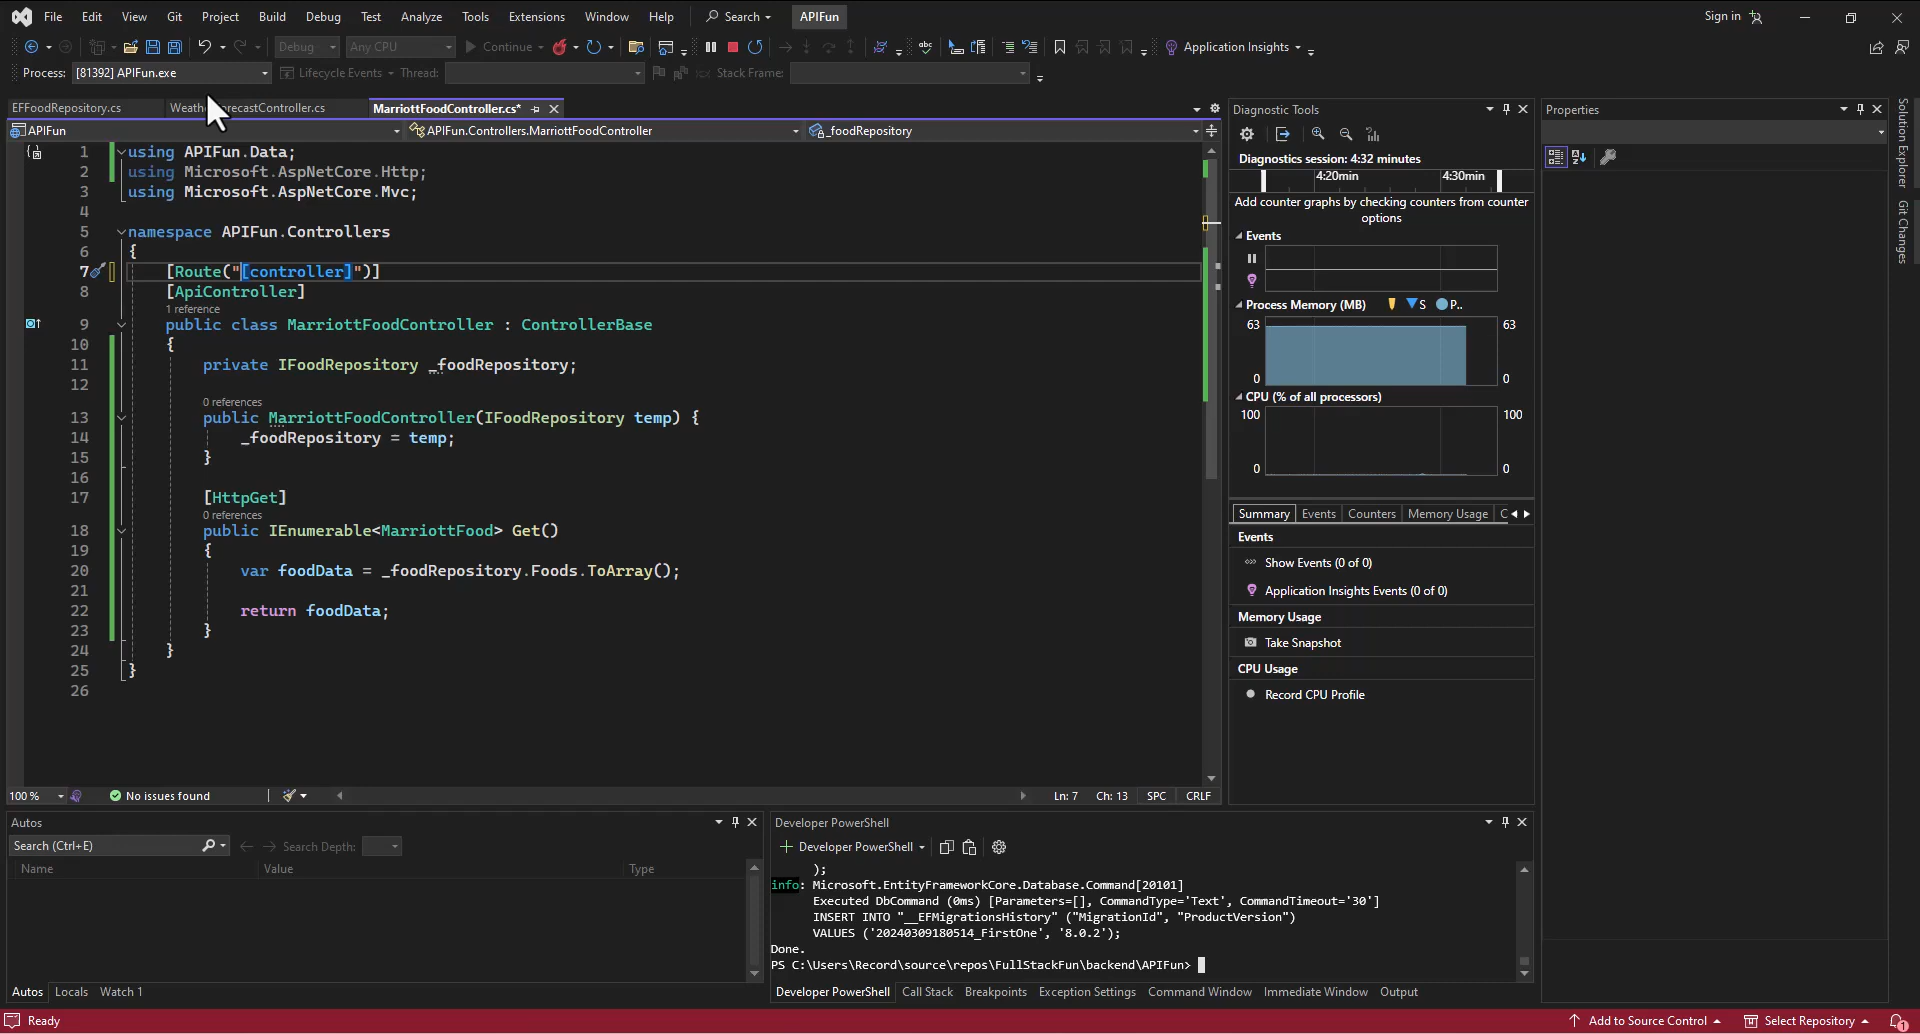 File Edit View Git Project Build Debug Test Analyze Tools Extensions Window Help Search APIFun Sign in
Debug Any CPU Continue Application Insights
Process: [81392] APIFun.exe Lifecycle Events Thread: Stack Frame:
EFFoodRepository.cs MarriottFoodController.cs*
APIFun APIFun.Controllers.MarriottFoodController _foodRepository
1 using APIFun.Data;
2 using Microsoft.AspNetCore.Http;
3 using Microsoft.AspNetCore.Mvc;
4
5 namespace APIFun.Controllers
6 {
7 [Route("[controller]")]
8 [ApiController]
1 reference
9 public class MarriottFoodController : ControllerBase
10 {
11 private IFoodRepository _foodRepository;
12
0 references
13 public MarriottFoodController(IFoodRepository temp) {
14 _foodRepository = temp;
15 }
16
17 [HttpGet]
0 references
18 public IEnumerable<MarriottFood> Get()
19 {
20 var foodData = _foodRepository.Foods.ToArray();
21
22 return foodData;
23 }
24 }
25 }
26
100 % No issues found Ln: 7 Ch: 13 SPC CRLF
Diagnostic Tools
Diagnostics session: 4:32 minutes
4:20min 4:30min
Add counter graphs by checking counters from counter
options
Events
Process Memory (MB) S P..
63 63
0 0
CPU (% of all processors)
100 100
0 0
Summary Events Counters Memory Usage C
Events
Show Events (0 of 0)
Application Insights Events (0 of 0)
Memory Usage
Take Snapshot
CPU Usage
Record CPU Profile
Properties
Solution Explorer
Git Changes
Autos
Search (Ctrl+E) Search Depth:
Name Value Type
Autos Locals Watch 1
Developer PowerShell
Developer PowerShell
);
info: Microsoft.EntityFrameworkCore.Database.Command[20101]
Executed DbCommand (0ms) [Parameters=[], CommandType='Text', CommandTimeout='30']
INSERT INTO "__EFMigrationsHistory" ("MigrationId", "ProductVersion")
VALUES ('20240309180514_FirstOne', '8.0.2');
Done.
PS C:\Users\Record\source\repos\FullStackFun\backend\APIFun>
Developer PowerShell Call Stack Breakpoints Exception Settings Command Window Immediate Window Output
Ready Add to Source Control Select Repository 1